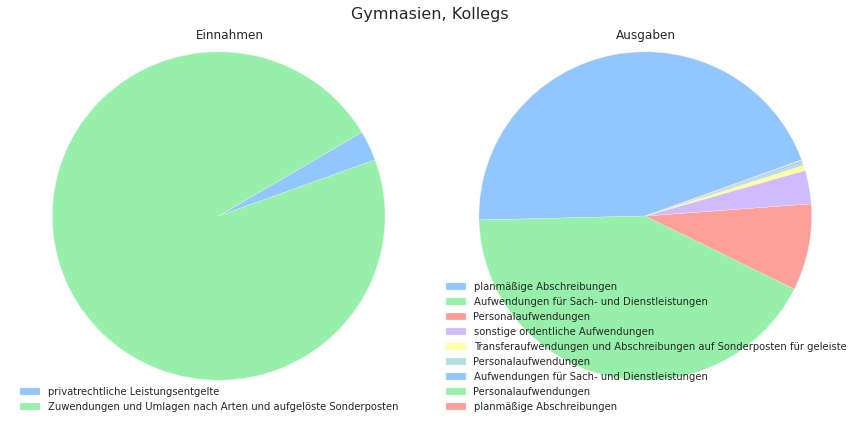 Gymnasien, Kollegs
Einnahmen
privatrechtliche Leistungsentgelte
Zuwendungen und Umlagen nach Arten und aufgelöste Sonderposten
Ausgaben
planmäßige Abschreibungen
Aufwendungen für Sach- und Dienstleistungen
Personalaufwendungen
sonstige ordentliche Aufwendungen
Transferaufwendungen und Abschreibungen auf Sonderposten für geleiste
Personalaufwendungen
Aufwendungen für Sach- und Dienstleistungen
Personalaufwendungen
planmäßige Abschreibungen